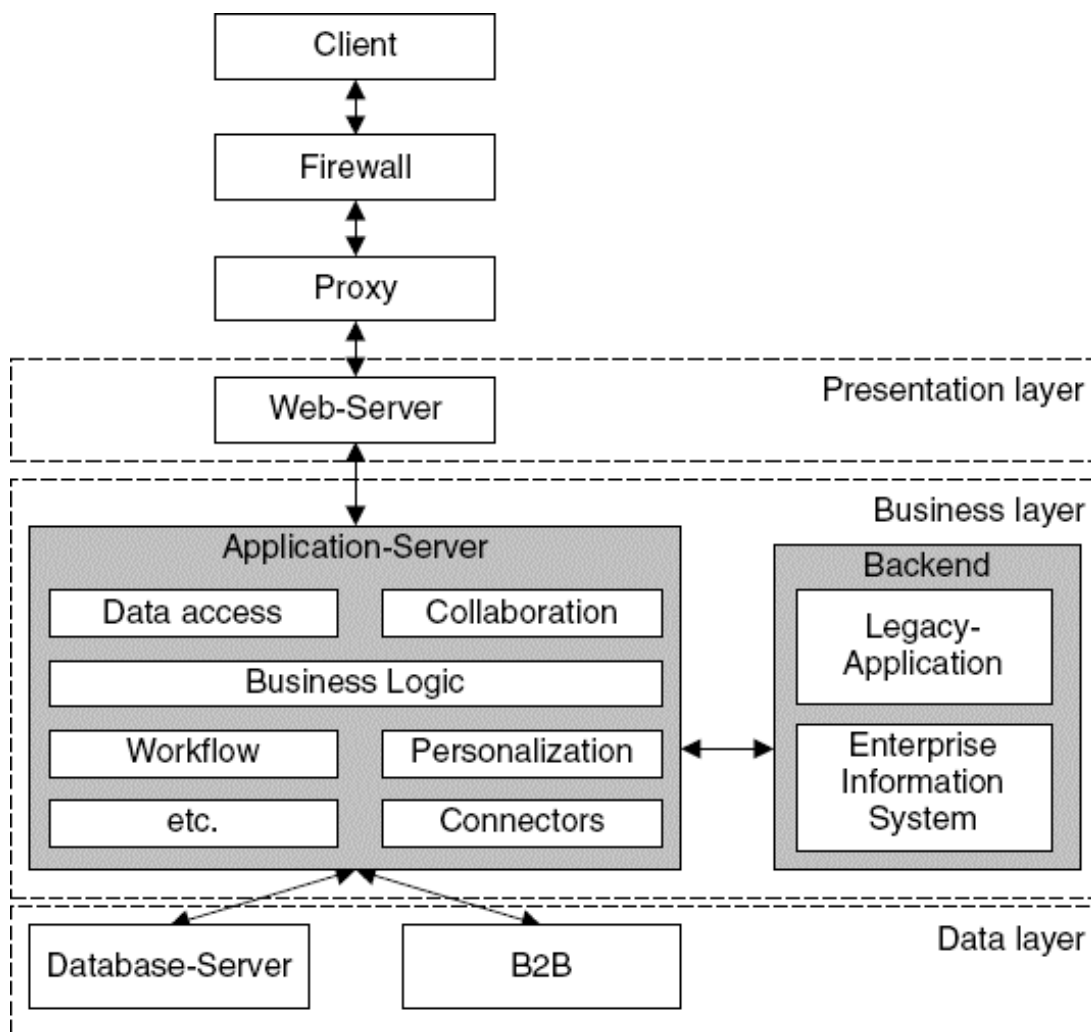 Client
Firewall
Proxy
Presentation layer
Web-Server
Business layer
Application-Server
Backend
Data access
Collaboration
Legacy-
Application
Business Logic
Workflow
Personalization
Enterprise
Information
System
etc.
Connectors
Data layer
Database-Server
B2B